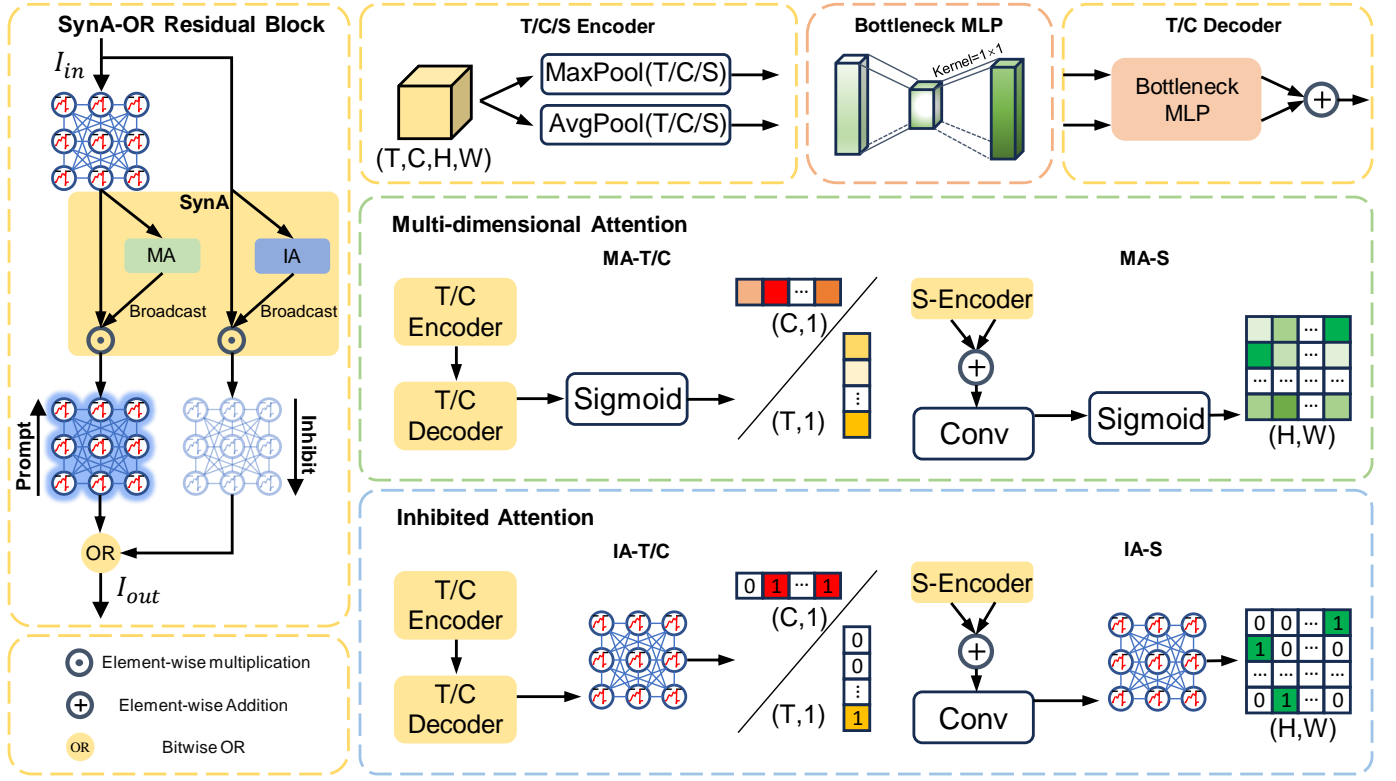 SynA-OR Residual Block
I_in
SynA
MA
IA
Broadcast
Broadcast
Prompt
Inhibit
OR
I_out
Element-wise multiplication
Element-wise Addition
OR
Bitwise OR
T/C/S Encoder
MaxPool(T/C/S)
AvgPool(T/C/S)
(T,C,H,W)
Bottleneck MLP
Kernel=1×1
T/C Decoder
Bottleneck
MLP
Multi-dimensional Attention
MA-T/C
T/C
Encoder
T/C
Decoder
Sigmoid
...
(C,1)
...
(T,1)
MA-S
S-Encoder
Conv
Sigmoid
...
...
... ... ... ...
...
(H,W)
Inhibited Attention
IA-T/C
T/C
Encoder
T/C
Decoder
0 1 ... 1
(C,1)
0
0
...
1
(T,1)
IA-S
S-Encoder
Conv
0 0 ... 1
1 0 ... 0
... ... ... ...
0 1 ... 0
(H,W)